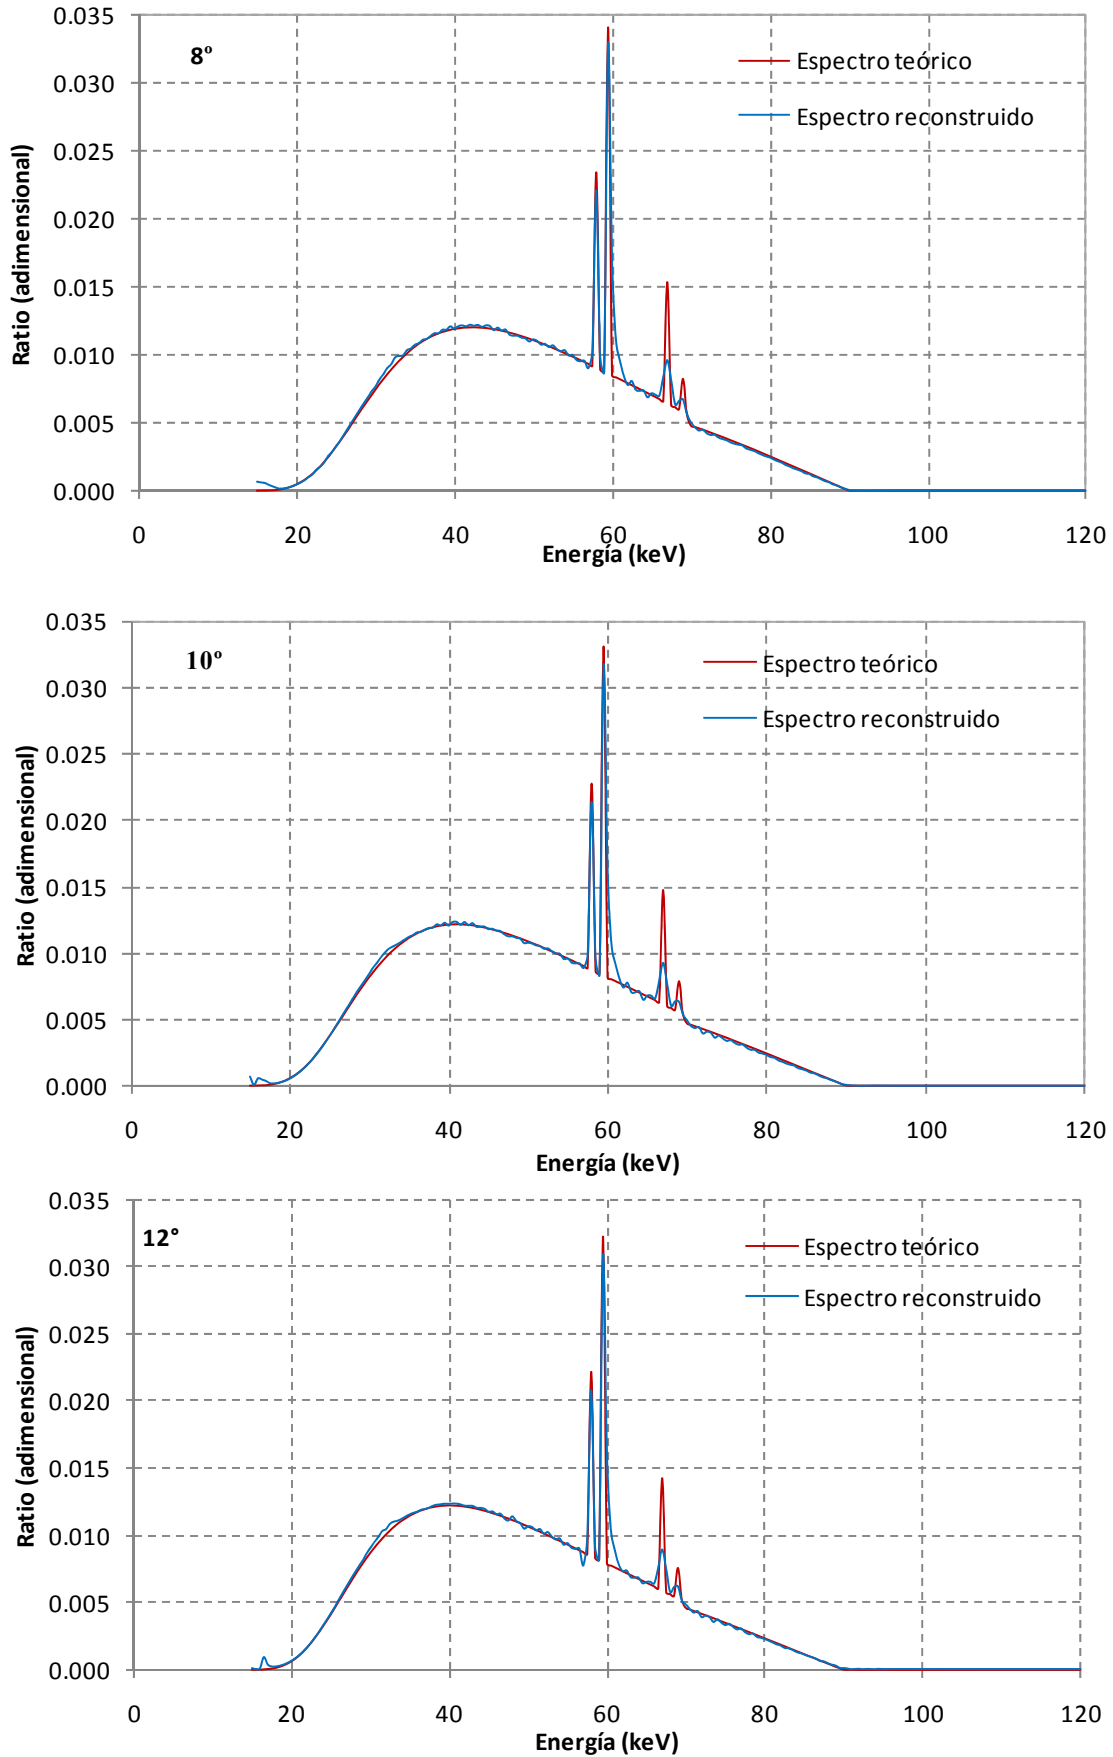 8º
Espectro teórico
Espectro reconstruido
Ratio (adimensional)
0.035
0.030
0.025
0.020
0.015
0.010
0.005
0.000
0 20 40 60 80 100 120
Energía (keV)
10º
Espectro teórico
Espectro reconstruido
Ratio (adimensional)
0.035
0.030
0.025
0.020
0.015
0.010
0.005
0.000
0 20 40 60 80 100 120
Energía (keV)
12°
Espectro teórico
Espectro reconstruido
Ratio (adimensional)
0.035
0.030
0.025
0.020
0.015
0.010
0.005
0.000
0 20 40 60 80 100 120
Energía (keV)